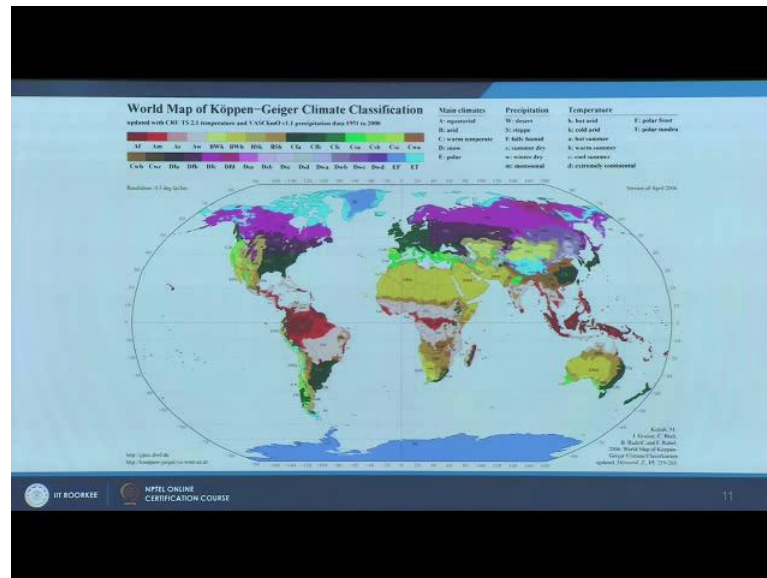 World Map of Köppen−Geiger Climate Classification
updated with CRU TS 2.1 temperature and VASClimO v1.1 precipitation data 1951 to 2000
Main climates
A: equatorial
B: arid
C: warm temperate
D: snow
E: polar
Precipitation
W: desert
S: steppe
f: fully humid
s: summer dry
w: winter dry
m: monsoonal
Temperature
h: hot arid
k: cold arid
a: hot summer
b: warm summer
c: cool summer
d: extremely continental
F: polar frost
T: polar tundra
Af Am As Aw BWk BWh BSk BSh Cfa Cfb Cfc Csa Csb Csc Cwa
Cwb Cwc Dfa Dfb Dfc Dfd Dsa Dsb Dsc Dsd Dwa Dwb Dwc Dwd EF ET
Resolution: 0.5 deg lat/lon
Version of April 2006
http://gpcc.dwd.de
http://koeppen-geiger.vu-wien.ac.at
Kottek, M.,
J. Grieser, C. Beck,
B. Rudolf, and F. Rubel,
2006: World Map of Köppen-
Geiger Climate Classification
updated. Meteorol. Z., 15, 259-263.
IIT ROORKEE
NPTEL ONLINE
CERTIFICATION COURSE
11